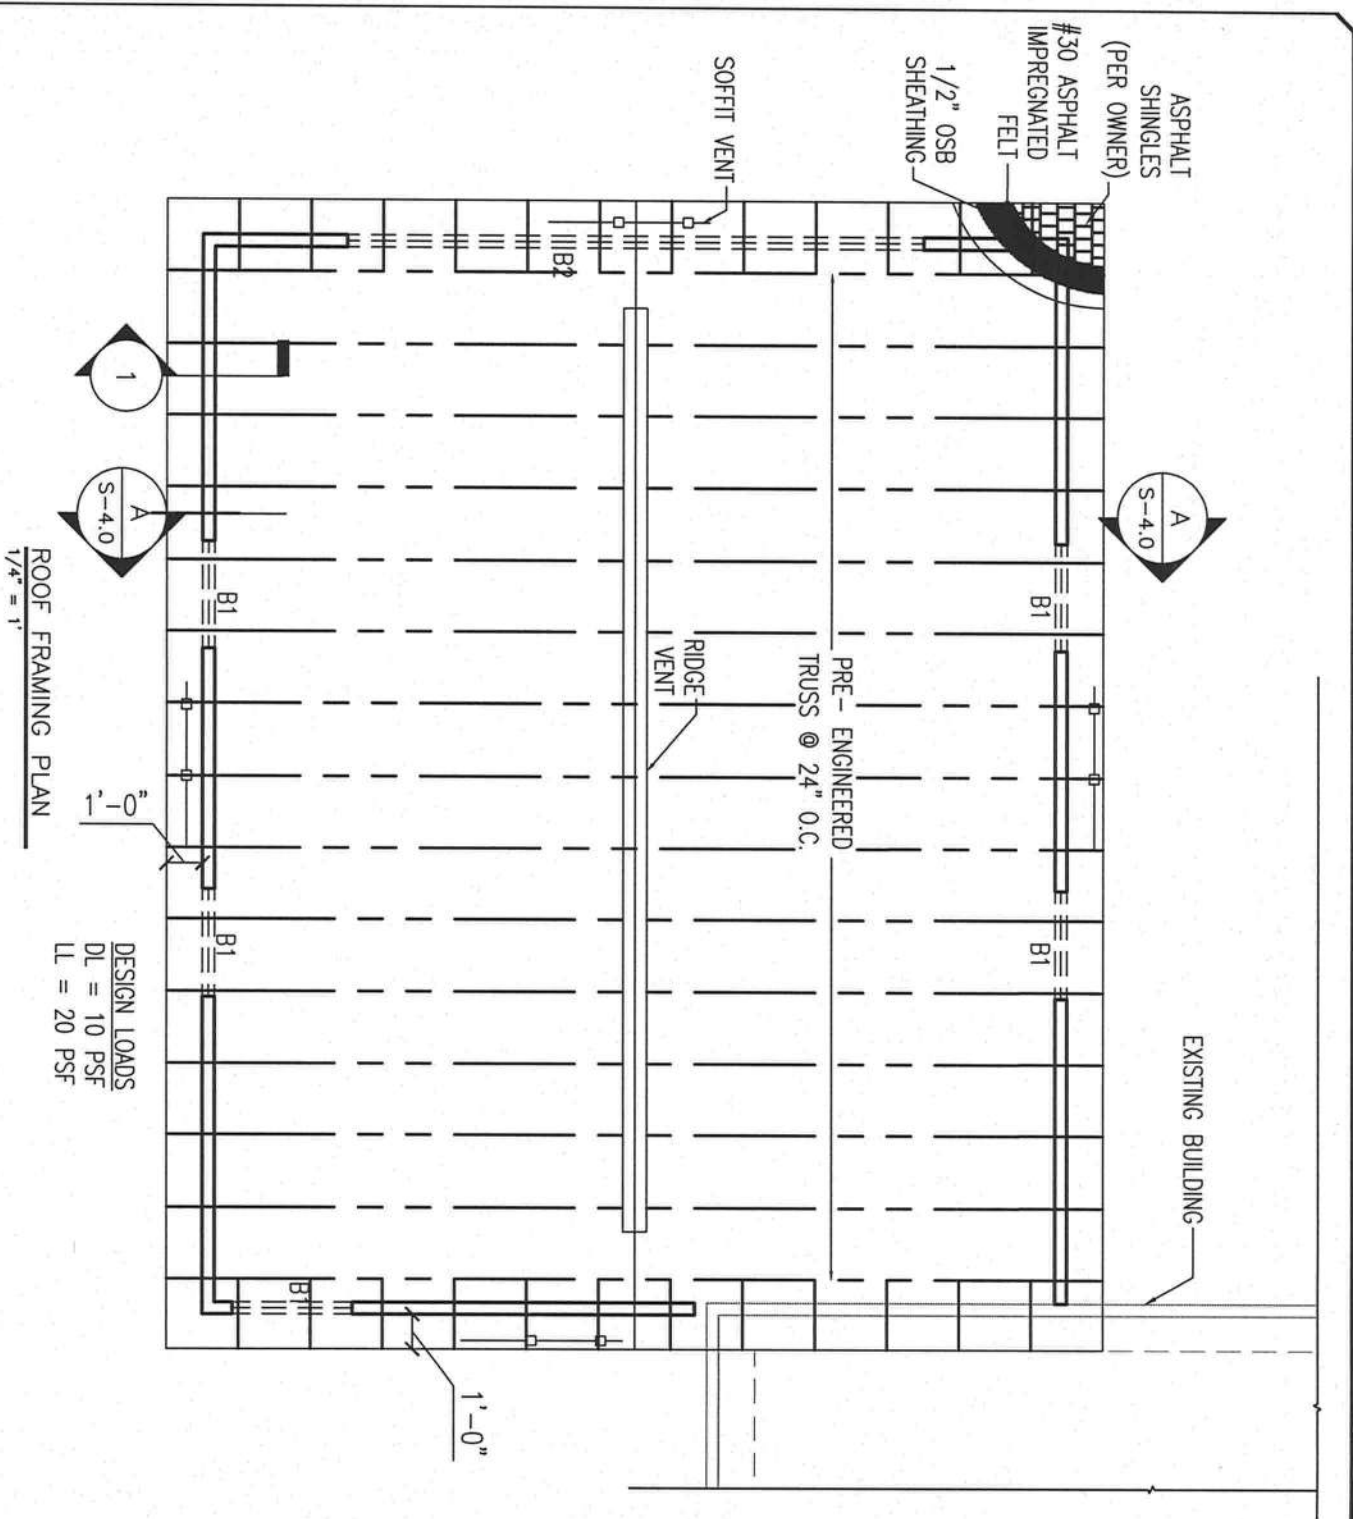 ASPHALT
SHINGLES
(PER OWNER)
#30 ASPHALT
IMPREGNATED
FELT
1/2" OSB
SHEATHING
SOFFIT VENT
A
S-4.0
EXISTING BUILDING
B1
B1
PRE- ENGINEERED
TRUSS @ 24" O.C.
RIDGE
VENT
B2
B1
1'-0"
B1
B1
1
A
S-4.0
1'-0"
DESIGN LOADS
DL = 10 PSF
LL = 20 PSF
ROOF FRAMING PLAN
1/4" = 1'